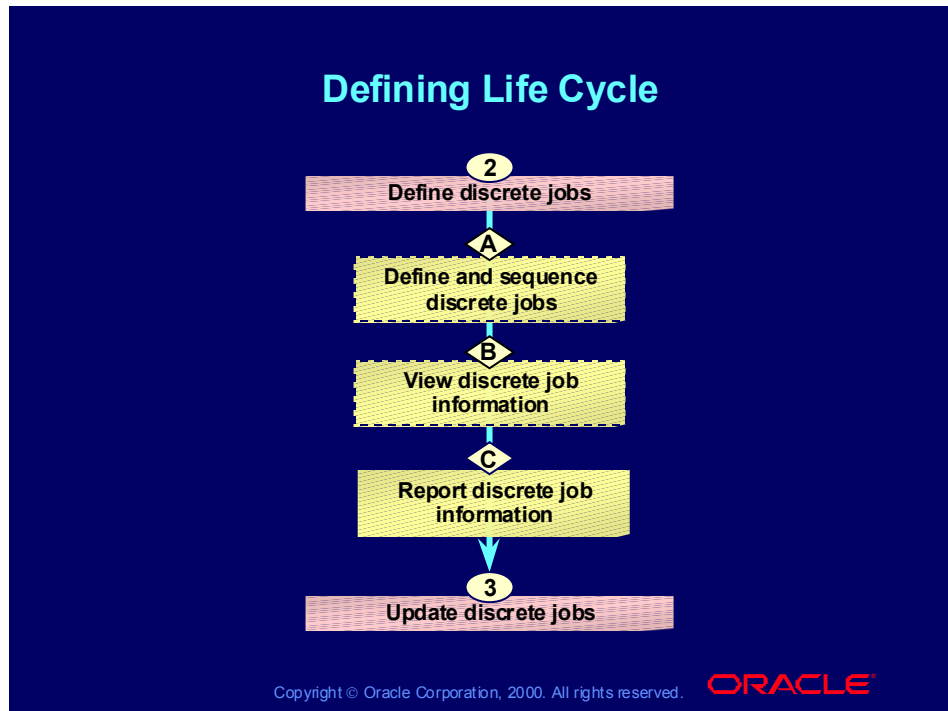 Defining Life Cycle
2
Define discrete jobs
A
Define and sequence
discrete jobs
B
View discrete job
information
C
Report discrete job
information
3
Update discrete jobs
Copyright © Oracle Corporation, 2000. All rights reserved.
ORACLE®